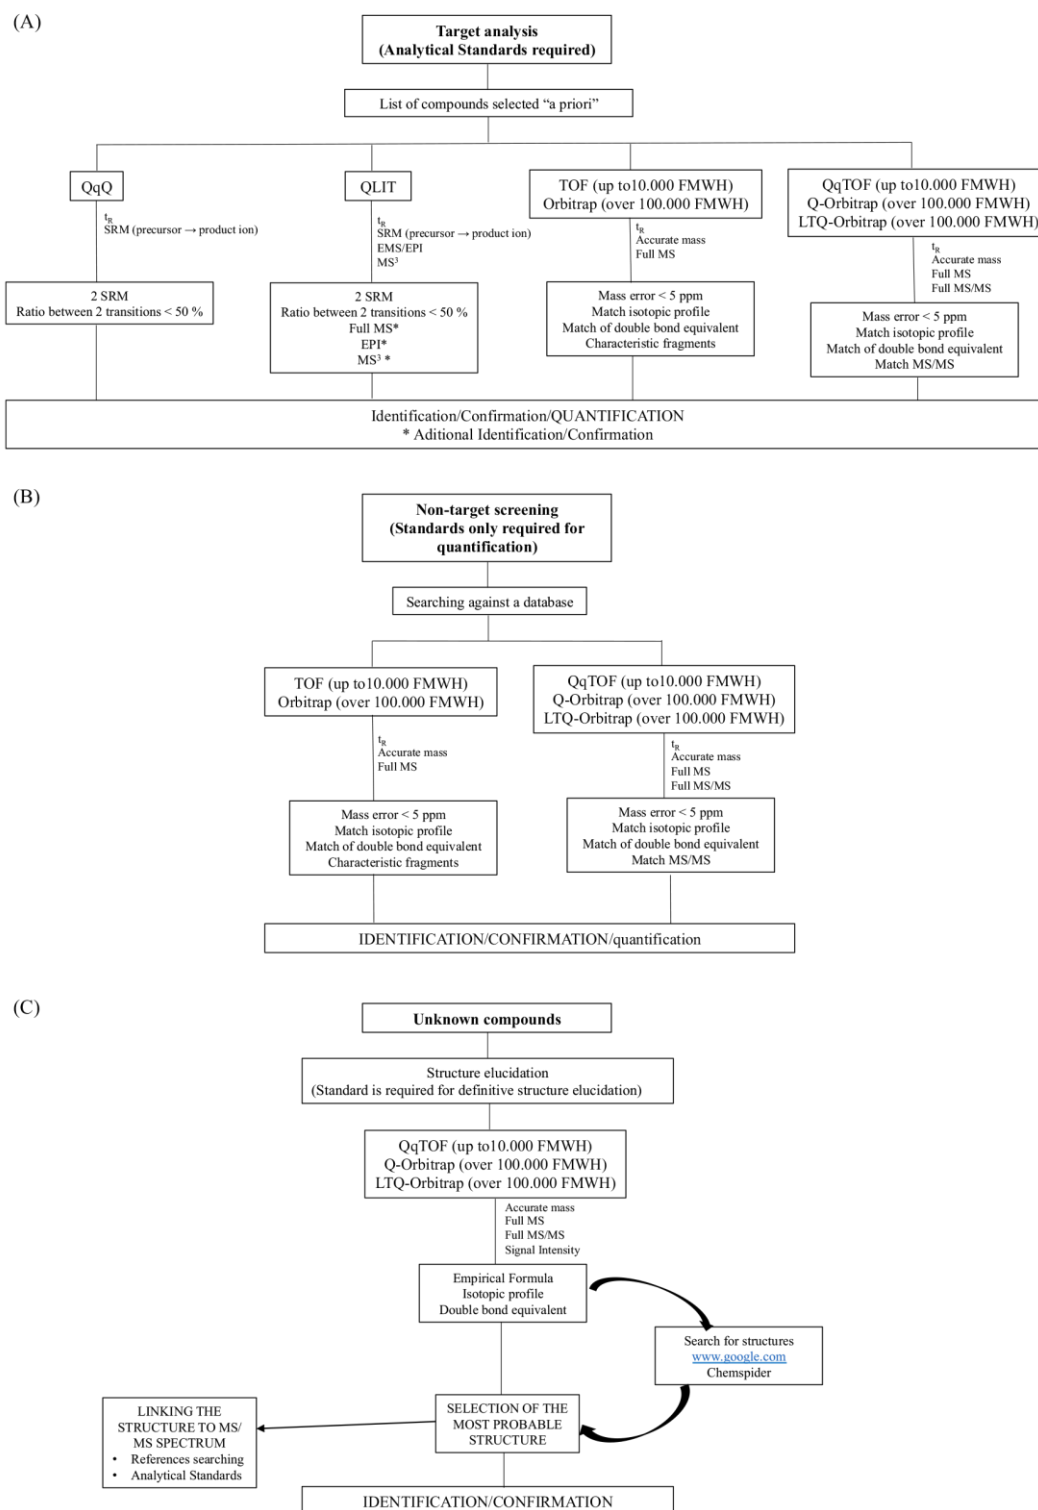 (A)
Target analysis
(Analytical Standards required)
List of compounds selected “a priori”
QqQ
t_R
SRM (precursor → product ion)
2 SRM
Ratio between 2 transitions < 50 %
QLIT
t_R
SRM (precursor → product ion)
EMS/EPI
MS³
2 SRM
Ratio between 2 transitions < 50 %
Full MS*
EPI*
MS³ *
TOF (up to10.000 FMWH)
Orbitrap (over 100.000 FMWH)
t_R
Accurate mass
Full MS
Mass error < 5 ppm
Match isotopic profile
Match of double bond equivalent
Characteristic fragments
QqTOF (up to10.000 FMWH)
Q-Orbitrap (over 100.000 FMWH)
LTQ-Orbitrap (over 100.000 FMWH)
t_R
Accurate mass
Full MS
Full MS/MS
Mass error < 5 ppm
Match isotopic profile
Match of double bond equivalent
Match MS/MS
Identification/Confirmation/QUANTIFICATION
* Aditional Identification/Confirmation
(B)
Non-target screening
(Standards only required for
quantification)
Searching against a database
TOF (up to10.000 FMWH)
Orbitrap (over 100.000 FMWH)
t_R
Accurate mass
Full MS
Mass error < 5 ppm
Match isotopic profile
Match of double bond equivalent
Characteristic fragments
QqTOF (up to10.000 FMWH)
Q-Orbitrap (over 100.000 FMWH)
LTQ-Orbitrap (over 100.000 FMWH)
t_R
Accurate mass
Full MS
Full MS/MS
Mass error < 5 ppm
Match isotopic profile
Match of double bond equivalent
Match MS/MS
IDENTIFICATION/CONFIRMATION/quantification
(C)
Unknown compounds
Structure elucidation
(Standard is required for definitive structure elucidation)
QqTOF (up to10.000 FMWH)
Q-Orbitrap (over 100.000 FMWH)
LTQ-Orbitrap (over 100.000 FMWH)
Accurate mass
Full MS
Full MS/MS
Signal Intensity
Empirical Formula
Isotopic profile
Double bond equivalent
Search for structures
www.google.com
Chemspider
SELECTION OF THE
MOST PROBABLE
STRUCTURE
LINKING THE
STRUCTURE TO MS/
MS SPECTRUM
• References searching
• Analytical Standards
IDENTIFICATION/CONFIRMATION